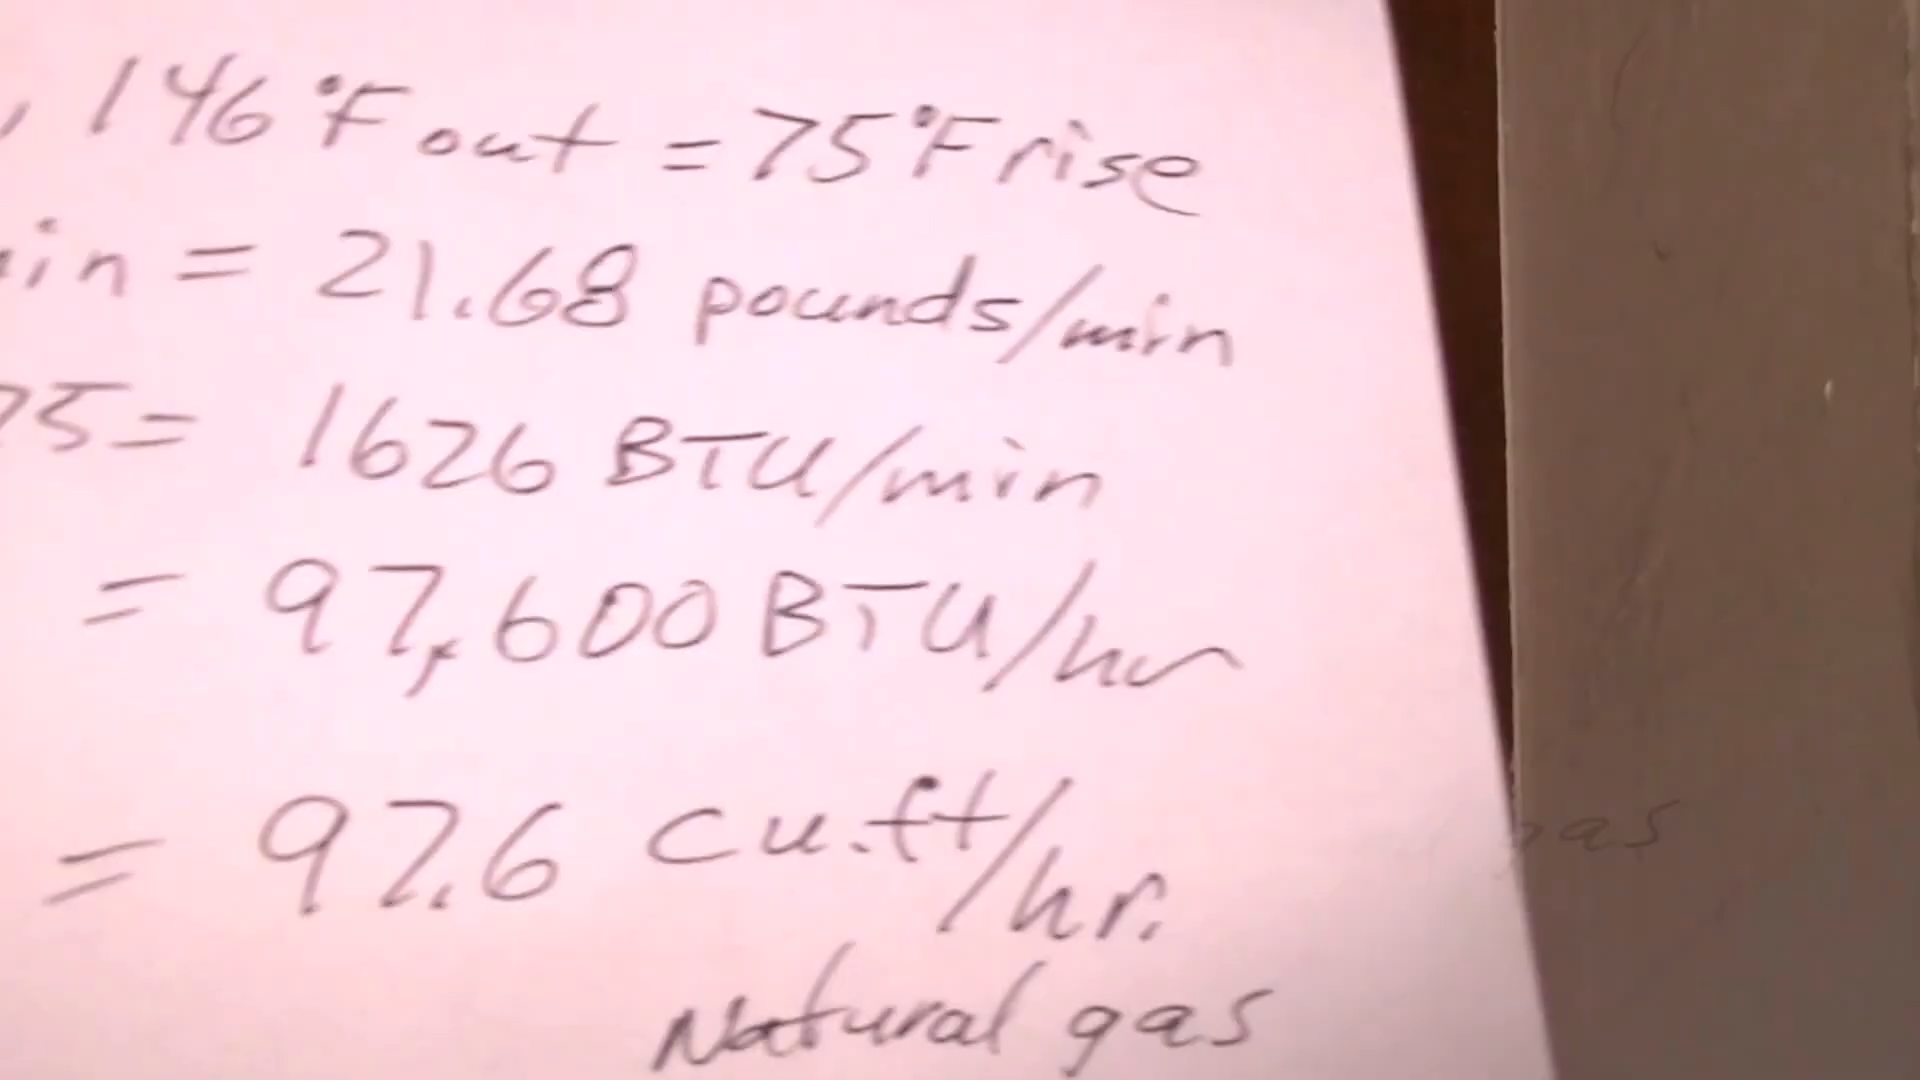 , 146°F out = 75°F rise
in = 21.68 pounds/min
75 = 1626 BTU/min
= 97,600 BTU/hr
= 97.6 cu.ft/hr.
Natural gas
gas